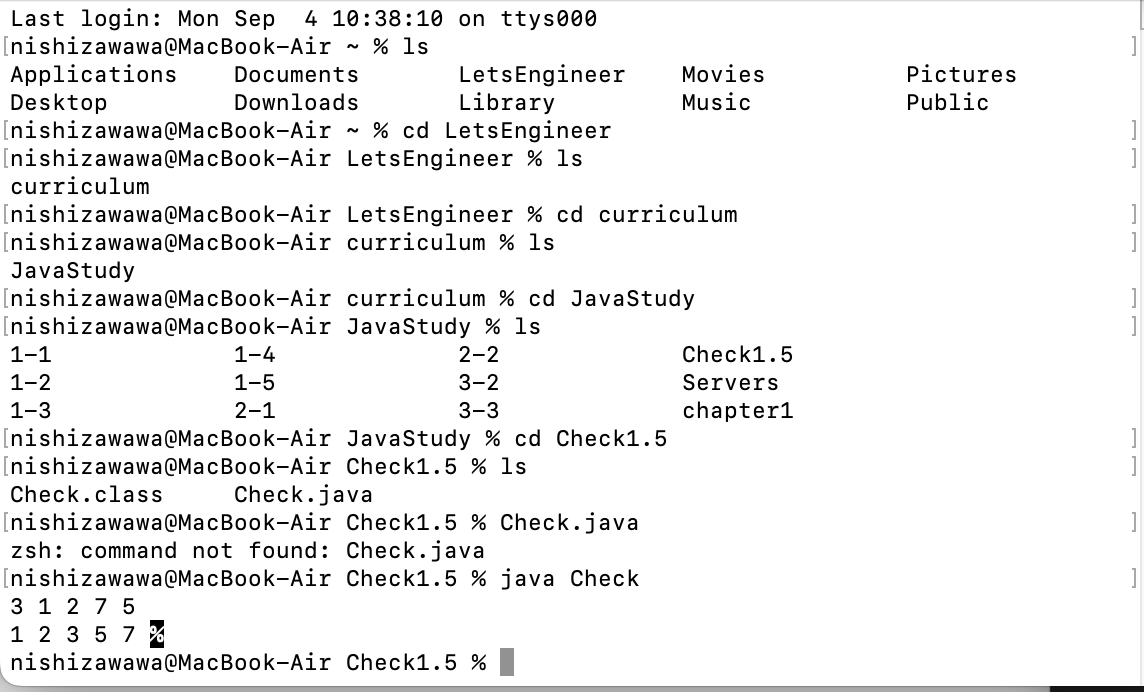 Last login: Mon Sep  4 10:38:10 on ttys000
[nishizawawa@MacBook-Air ~ % ls ]
Applications    Documents       LetsEngineer    Movies          Pictures
Desktop         Downloads       Library         Music           Public
[nishizawawa@MacBook-Air ~ % cd LetsEngineer ]
[nishizawawa@MacBook-Air LetsEngineer % ls ]
curriculum
[nishizawawa@MacBook-Air LetsEngineer % cd curriculum ]
[nishizawawa@MacBook-Air curriculum % ls ]
JavaStudy
[nishizawawa@MacBook-Air curriculum % cd JavaStudy ]
[nishizawawa@MacBook-Air JavaStudy % ls ]
1-1             1-4             2-2             Check1.5
1-2             1-5             3-2             Servers
1-3             2-1             3-3             chapter1
[nishizawawa@MacBook-Air JavaStudy % cd Check1.5 ]
[nishizawawa@MacBook-Air Check1.5 % ls ]
Check.class     Check.java
[nishizawawa@MacBook-Air Check1.5 % Check.java ]
zsh: command not found: Check.java
[nishizawawa@MacBook-Air Check1.5 % java Check ]
3 1 2 7 5
1 2 3 5 7 %
nishizawawa@MacBook-Air Check1.5 %